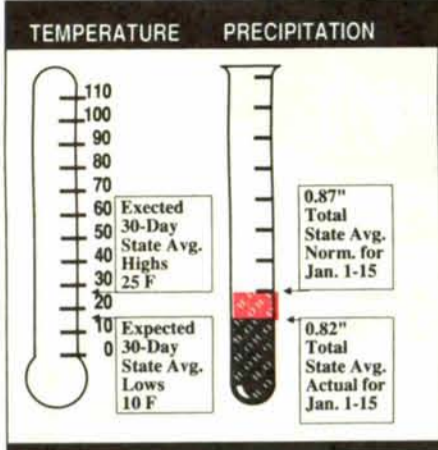 TEMPERATURE PRECIPITATION
110
100
90
80
70
60
50
40
30
20
10
0
Exected
30-Day
State Avg.
Highs
25 F
Expected
30-Day
State Avg.
Lows
10 F
0.87"
Total
State Avg.
Norm. for
Jan. 1-15
0.82"
Total
State Avg.
Actual for
Jan. 1-15